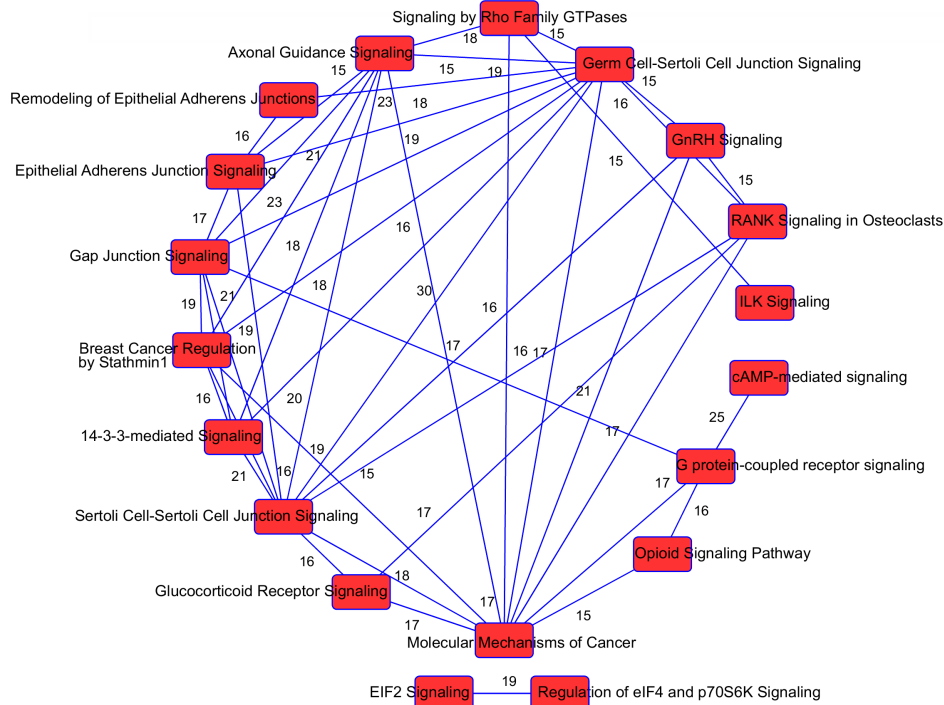 Signaling by Rho Family GTPases
18
15
Axonal Guidance Signaling
Germ Cell-Sertoli Cell Junction Signaling
15
15
19
15
Remodeling of Epithelial Adherens Junctions
23
18
16
16
19
GnRH Signaling
21
15
Epithelial Adherens Junction Signaling
15
23
17
16
RANK Signaling in Osteoclasts
18
Gap Junction Signaling
18
30
19
21
16
ILK Signaling
19
Breast Cancer Regulation
by Stathmin1
17
16
17
cAMP-mediated signaling
21
16
20
25
17
14-3-3-mediated Signaling
19
G protein-coupled receptor signaling
21
16
15
17
17
16
Sertoli Cell-Sertoli Cell Junction Signaling
Opioid Signaling Pathway
16
18
Glucocorticoid Receptor Signaling
17
15
17
Molecular Mechanisms of Cancer
19
EIF2 Signaling
Regulation of eIF4 and p70S6K Signaling